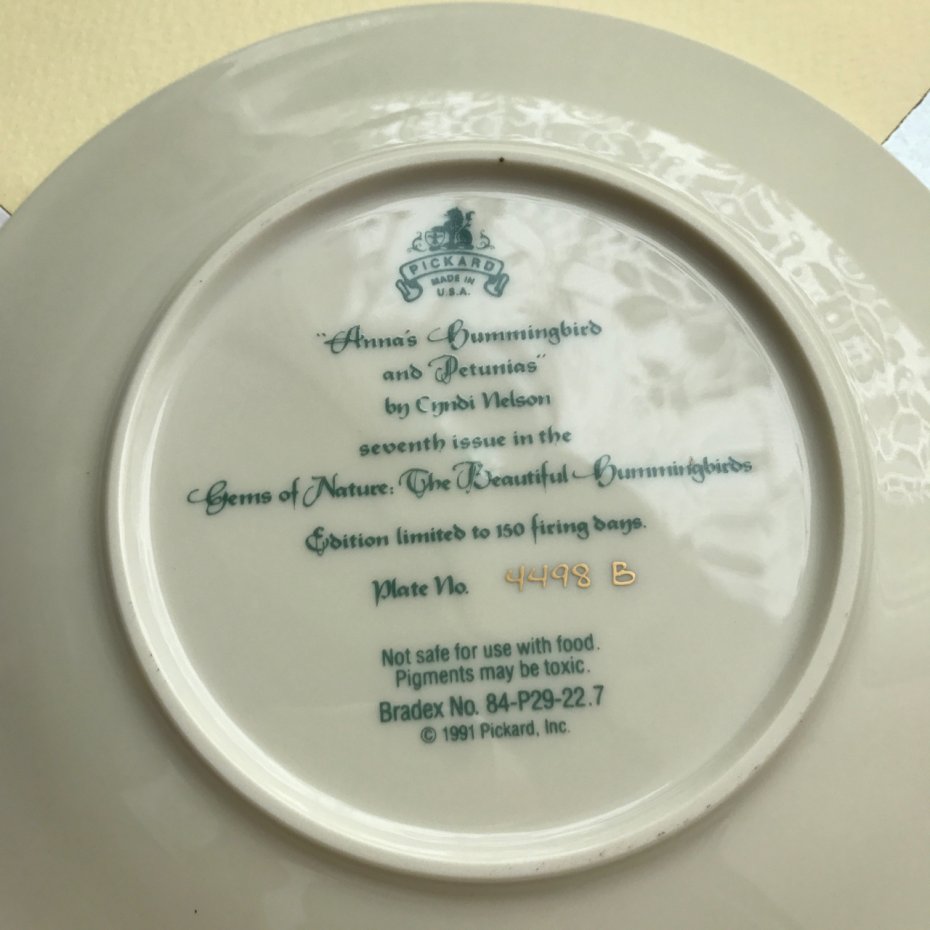 PICKARD
MADE IN
U.S.A.
"Anna's Hummingbird
and Petunias"
by Cyndi Nelson
seventh issue in the
Gems of Nature: The Beautiful Hummingbirds
Edition limited to 150 firing days.
Plate No. 4498 B
Not safe for use with food.
Pigments may be toxic.
Bradex No. 84-P29-22.7
© 1991 Pickard, Inc.